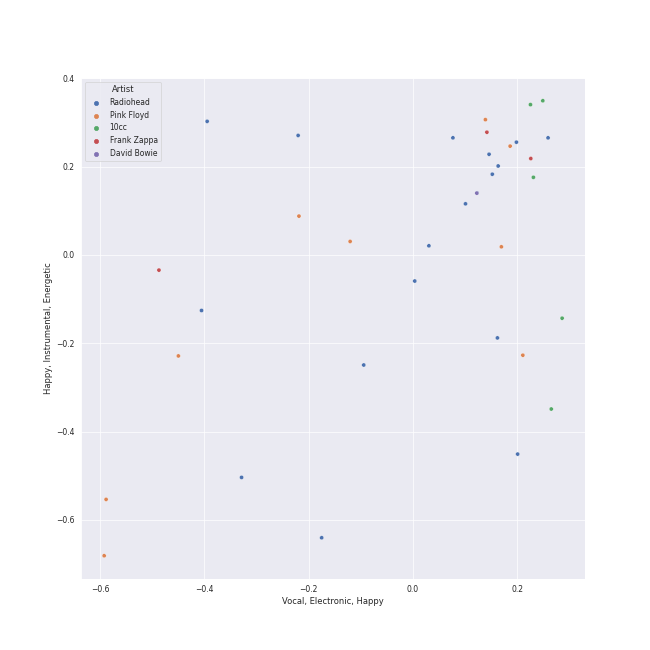 0.4
0.2
0.0
−0.2
−0.4
−0.6
Happy, Instrumental, Energetic
Artist
Radiohead
Pink Floyd
10cc
Frank Zappa
David Bowie
−0.6 −0.4 −0.2 0.0 0.2
Vocal, Electronic, Happy